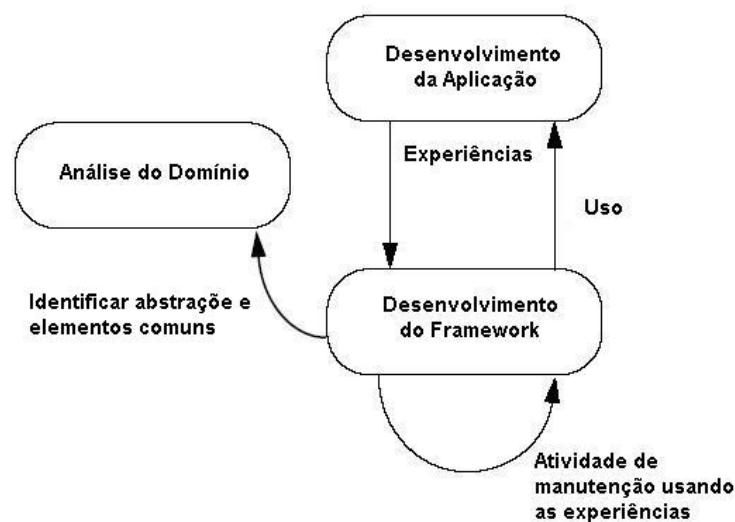 Desenvolvimento
da Aplicação
Experiências
Análise do Domínio
Uso
Identificar abstração e
elementos comuns
Desenvolvimento
do Framework
Atividade de
manutenção usando
as experiências